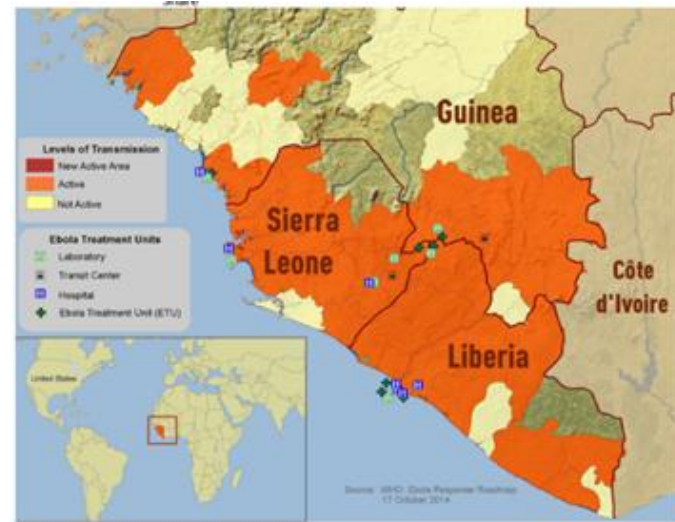 Share
Guinea
Levels of Transmission
New Active Area
Active
Not Active
Sierra
Leone
Ebola Treatment Units
Laboratory
Transit Center
Hospital
Ebola Treatment Unit (ETU)
Côte
d'Ivoire
Liberia
United States
Source: WHO: Ebola Response Roadmap
17 October 2014